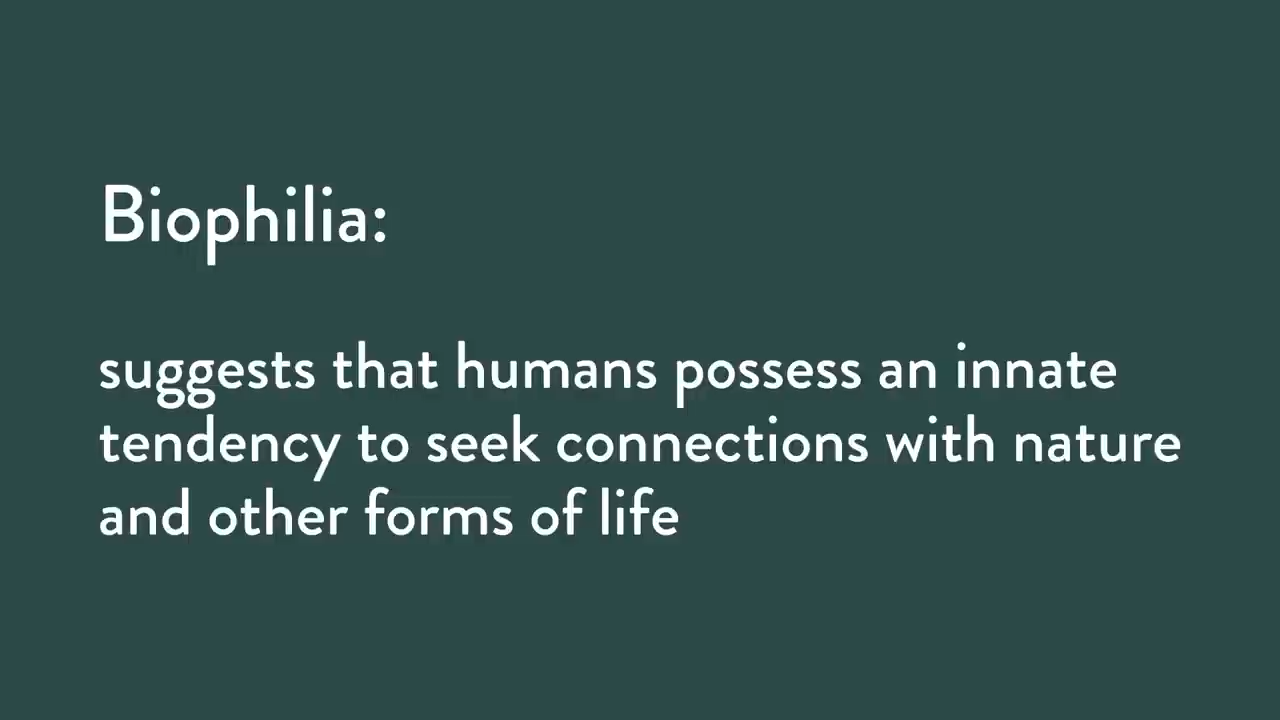 Biophilia:
suggests that humans possess an innate
tendency to seek connections with nature
and other forms of life